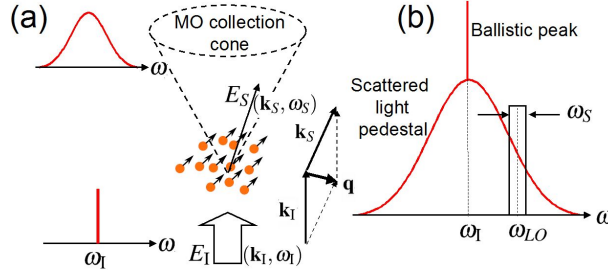 (a)
MO collection
cone
ω
E_S
(k_S, ω_S)
k_S
q
k_I
ω_I
ω
E_I
(k_I, ω_I)
(b)
Ballistic peak
Scattered
light
pedestal
ω_S
ω_I
ω_LO
ω